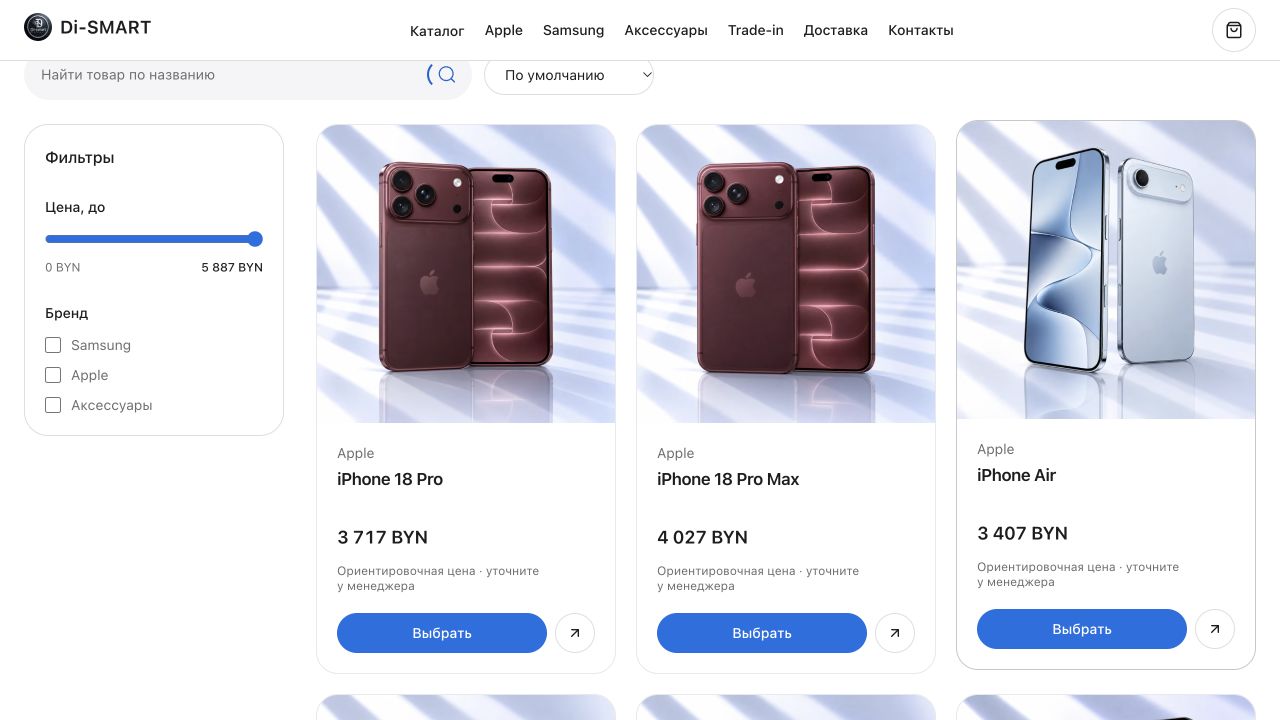 Di-SMART
Каталог
Apple
Samsung
Аксессуары
Trade-in
Доставка
Контакты
Найти товар по названию
По умолчанию
Фильтры
Цена, до
0 BYN
5 887 BYN
Бренд
Samsung
Apple
Аксессуары
Apple
iPhone 18 Pro
3 717 BYN
Ориентировочная цена · уточните
у менеджера
Выбрать
Apple
iPhone 18 Pro Max
4 027 BYN
Ориентировочная цена · уточните
у менеджера
Выбрать
Apple
iPhone Air
3 407 BYN
Ориентировочная цена · уточните
у менеджера
Выбрать